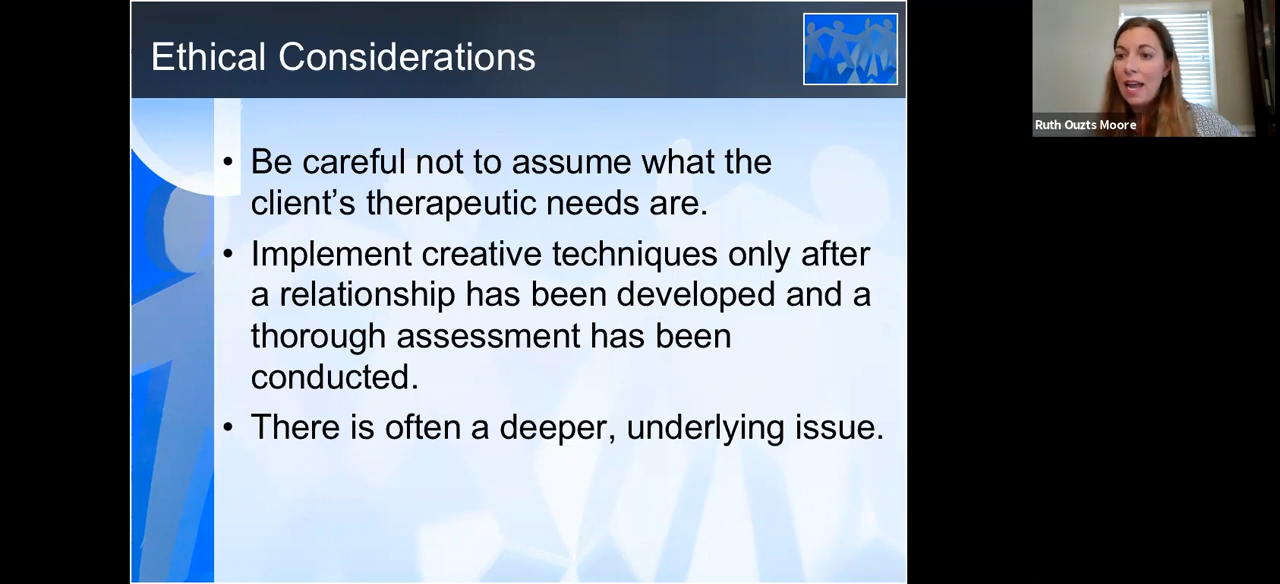 Ethical Considerations
• Be careful not to assume what the
client’s therapeutic needs are.
• Implement creative techniques only after
a relationship has been developed and a
thorough assessment has been
conducted.
• There is often a deeper, underlying issue.
Ruth Ouzts Moore